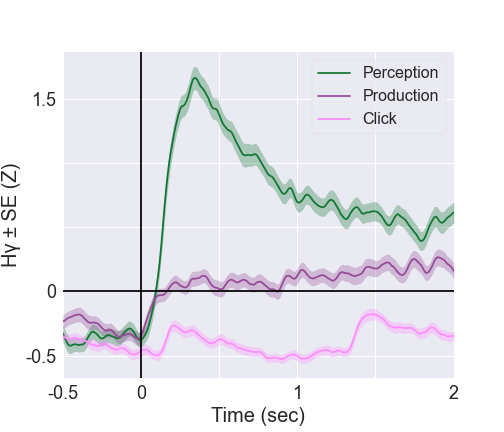 Perception
Production
Click
Hγ ± SE (Z)
1.5
0
-0.5
-0.5
0
1
2
Time (sec)